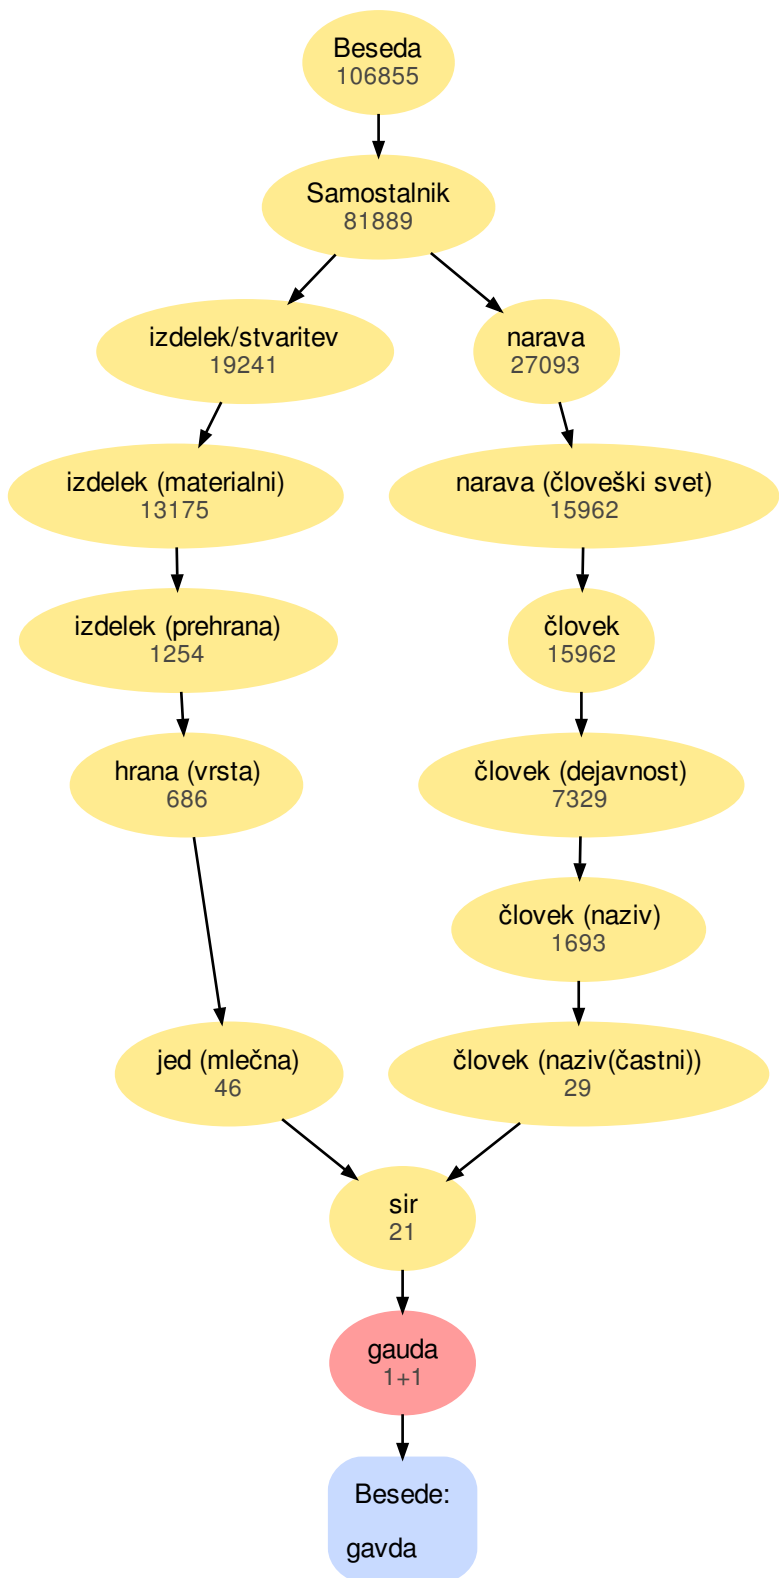 Beseda
106855
Samostalnik
81889
izdelek/stvaritev
19241
narava
27093
izdelek (materialni)
13175
narava (človeški svet)
15962
izdelek (prehrana)
1254
človek
15962
hrana (vrsta)
686
človek (dejavnost)
7329
človek (naziv)
1693
jed (mlečna)
46
človek (naziv(častni))
29
sir
21
gauda
1+1
Besede:
gavda